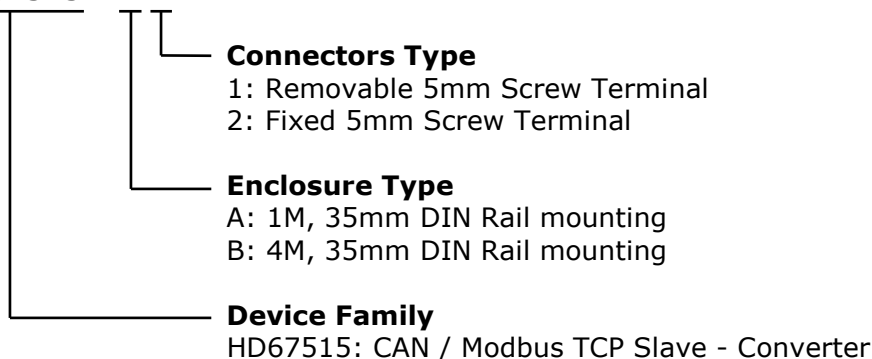 Connectors Type
1: Removable 5mm Screw Terminal
2: Fixed 5mm Screw Terminal
Enclosure Type
A: 1M, 35mm DIN Rail mounting
B: 4M, 35mm DIN Rail mounting
Device Family
HD67515: CAN / Modbus TCP Slave - Converter